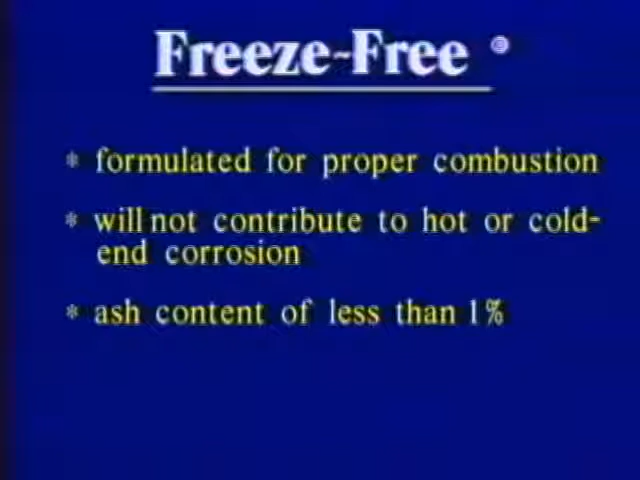 Freeze-Free ®
* formulated for proper combustion
* will not contribute to hot or cold-
end corrosion
* ash content of less than 1%